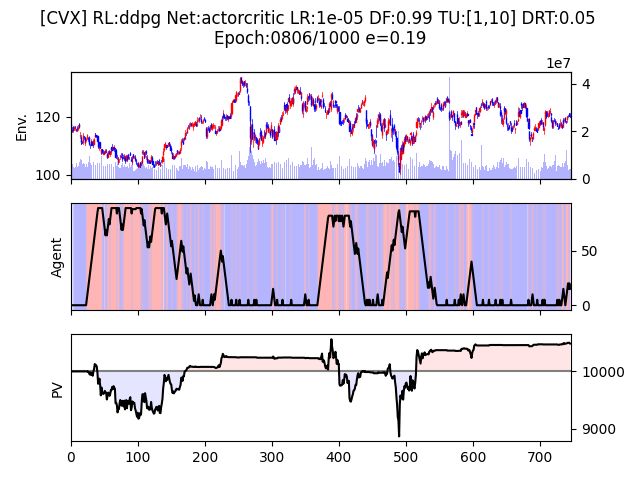 [CVX] RL:ddpg Net:actorcritic LR:1e-05 DF:0.99 TU:[1,10] DRT:0.05
Epoch:0806/1000 e=0.19
1e7
Env.
120
100
4
2
0
Agent
50
0
PV
10000
9000
0 100 200 300 400 500 600 700